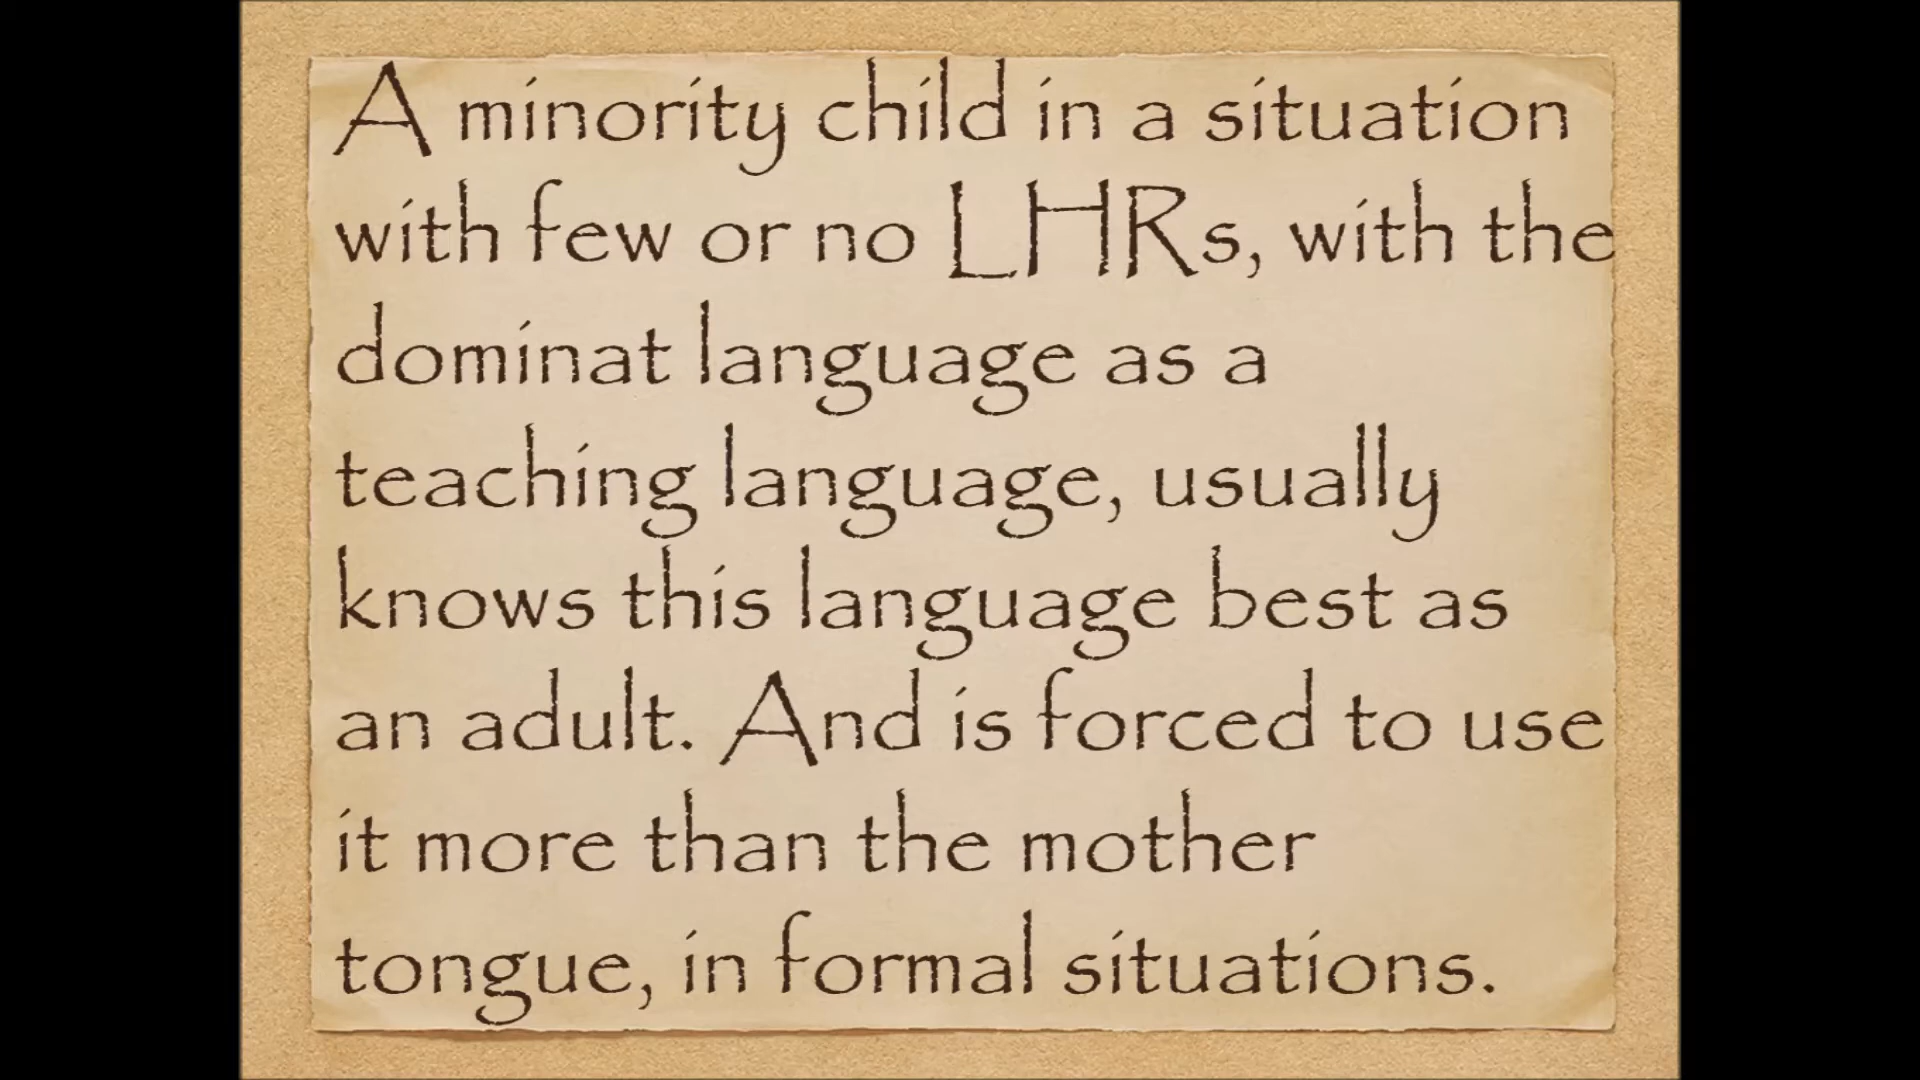 A minority child in a situation
with few or no LHRs, with the
dominat language as a
teaching language, usually
knows this language best as
an adult. And is forced to use
it more than the mother
tongue, in formal situations.